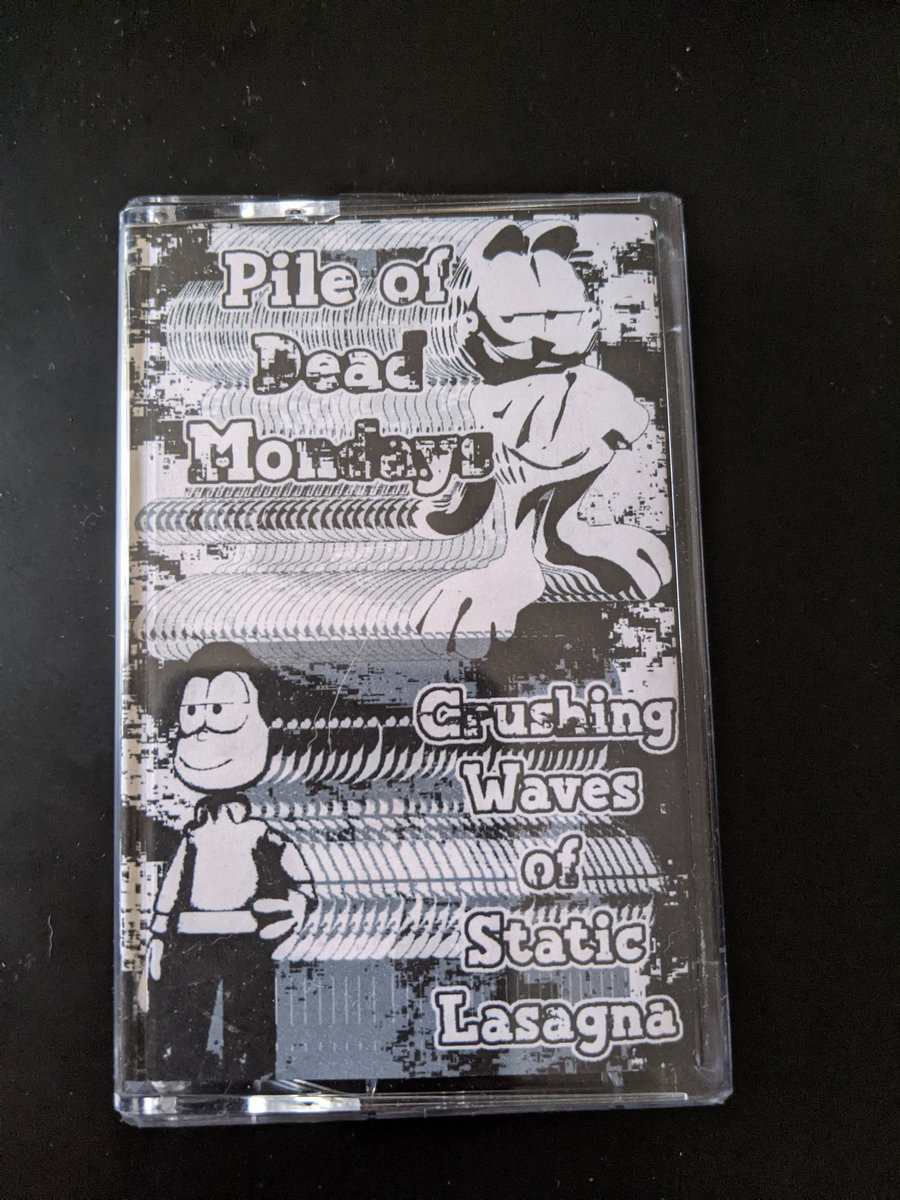 Pile of
Dead
Mondays
Crushing
Waves
of
Static
Lasagna